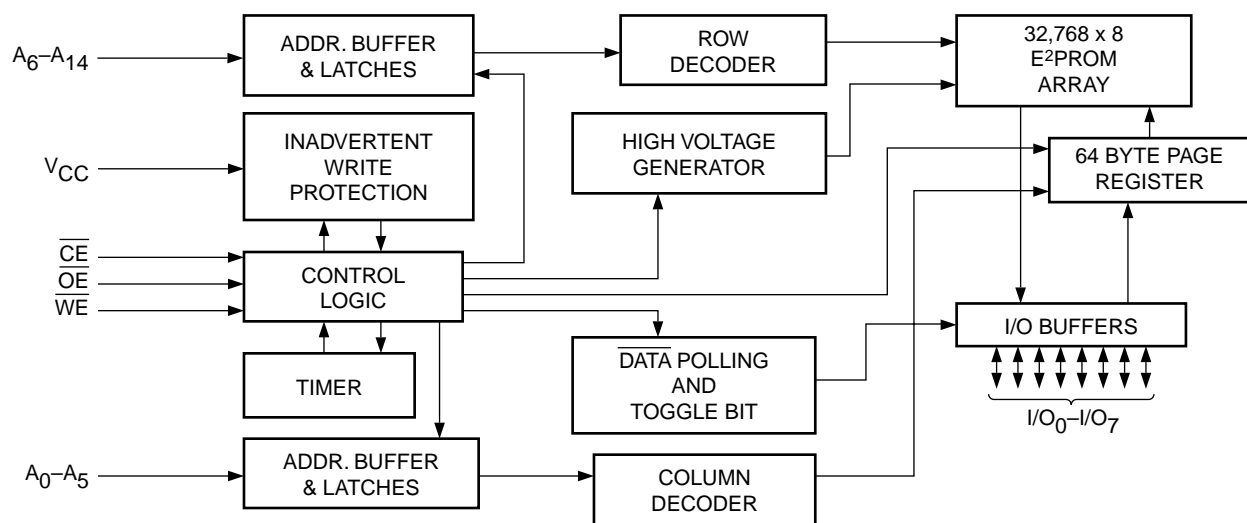 A6–A14
ADDR. BUFFER
& LATCHES
ROW
DECODER
32,768 x 8
E²PROM
ARRAY
VCC
INADVERTENT
WRITE
PROTECTION
HIGH VOLTAGE
GENERATOR
64 BYTE PAGE
REGISTER
CE
OE
WE
CONTROL
LOGIC
I/O BUFFERS
I/O0–I/O7
TIMER
DATA POLLING
AND
TOGGLE BIT
A0–A5
ADDR. BUFFER
& LATCHES
COLUMN
DECODER